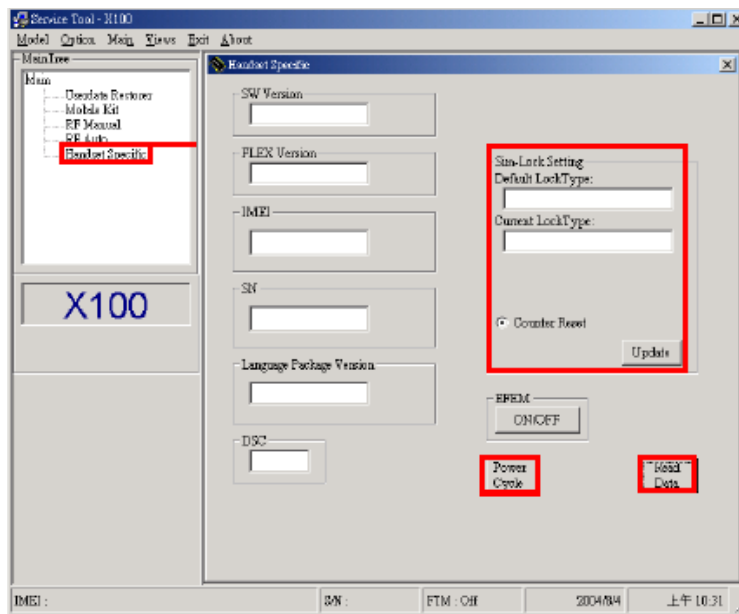 Service Tool - X100
Model Option Main Views Exit About
MainTree
Main
Userdata Restorer
Mobile Kit
RF Manual
RF Auto
Handset Specific
X100
Handset Specific
SW Version
FLEX Version
IMEI
SN
Language Package Version
DSC
Sim-Lock Setting
Default LockType:
Current LockType:
Counter Reset
Update
EFEM
ON/OFF
Power
Cycle
Read
Data
IMEI :
S/N :
FTM : Off
2004/8/4
上午 10:31